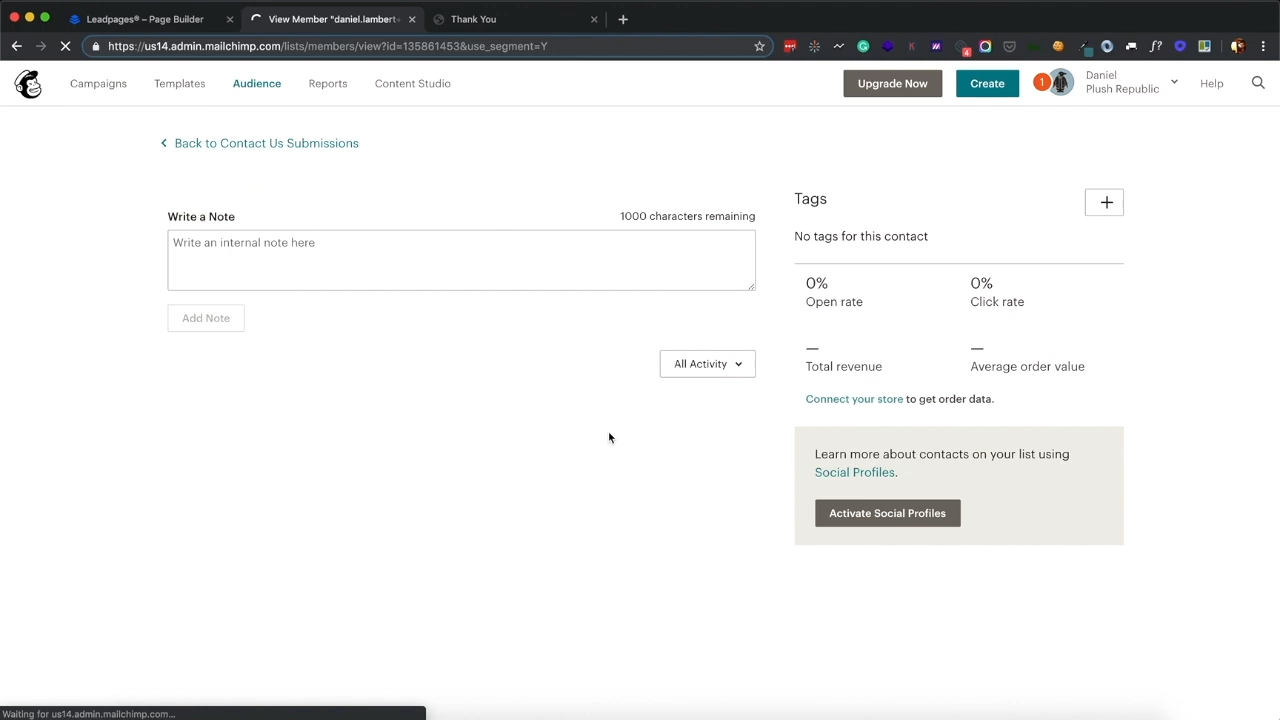 Leadpages® – Page Builder
View Member "daniel.lambert
Thank You
https://us14.admin.mailchimp.com/lists/members/view?id=135861453&use_segment=Y
Campaigns
Templates
Audience
Reports
Content Studio
Upgrade Now
Create
1
Daniel
Plush Republic
Help
Back to Contact Us Submissions
Write a Note
1000 characters remaining
Write an internal note here
Add Note
All Activity
Tags
No tags for this contact
0%
Open rate
0%
Click rate
—
Total revenue
—
Average order value
Connect your store to get order data.
Learn more about contacts on your list using
Social Profiles.
Activate Social Profiles
Waiting for us14.admin.mailchimp.com...